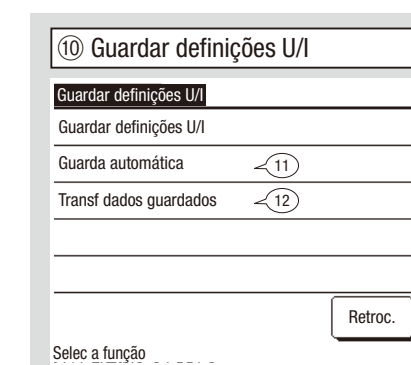 ⑩ Guardar definições U/I
Guardar definições U/I
Guardar definições U/I
Guarda automática 11
Transf dados guardados 12
Retroc.
Selec a função